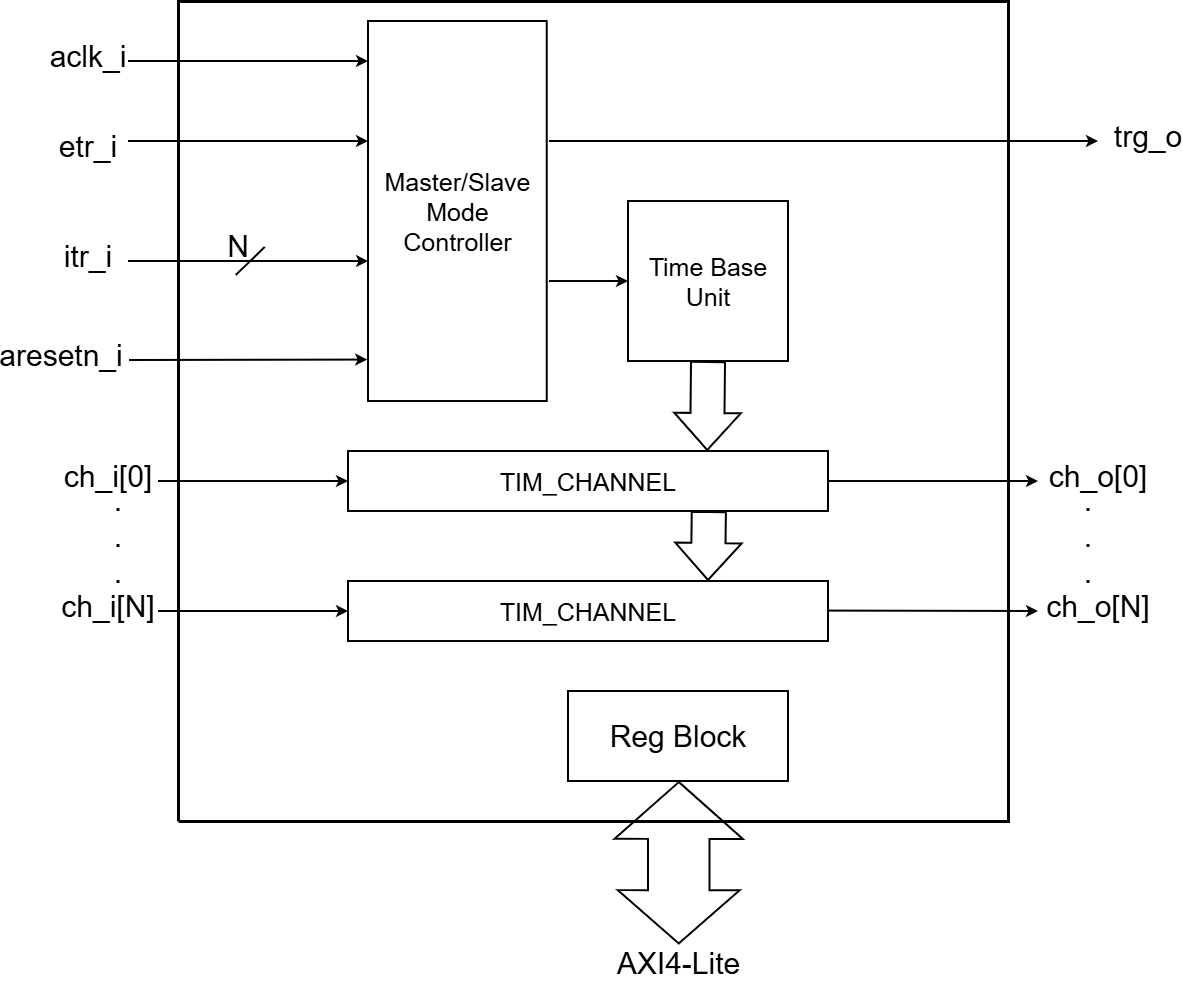 aclk_i
etr_i
trg_o
Master/Slave
Mode
Controller
N
itr_i
Time Base
Unit
aresetn_i
ch_i[0]
TIM_CHANNEL
ch_o[0]
.
.
.
.
.
.
ch_i[N]
TIM_CHANNEL
ch_o[N]
Reg Block
AXI4-Lite